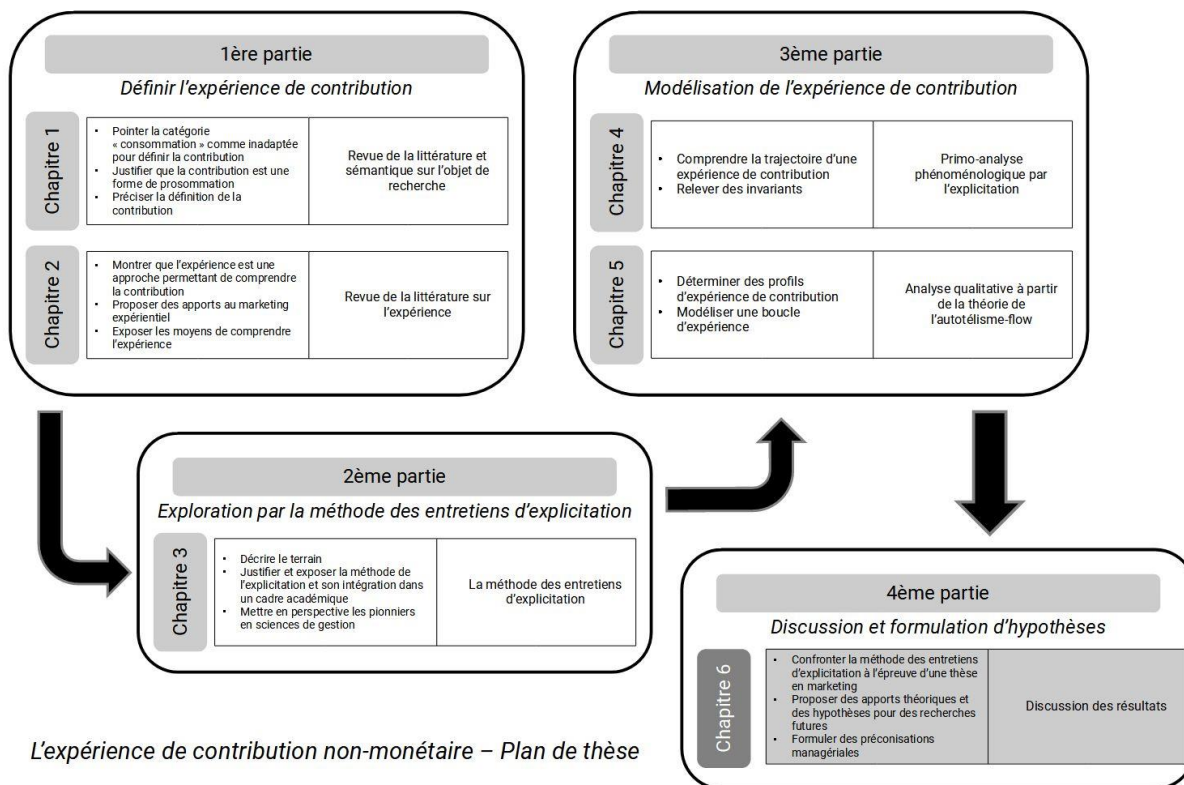 1ère partie
Définir l'expérience de contribution
Chapitre 1
• Pointer la catégorie
« consommation » comme inadaptée
pour définir la contribution
• Justifier que la contribution est une
forme de prosommation
• Préciser la définition de la
contribution
Revue de la littérature et
sémantique sur l'objet de
recherche
Chapitre 2
• Montrer que l'expérience est une
approche permettant de comprendre
la contribution
• Proposer des apports au marketing
expérientiel
• Exposer les moyens de comprendre
l'expérience
Revue de la littérature sur
l'expérience
2ème partie
Exploration par la méthode des entretiens d'explicitation
Chapitre 3
• Décrire le terrain
• Justifier et exposer la méthode de
l'explicitation et son intégration dans
un cadre académique
• Mettre en perspective les pionniers
en sciences de gestion
La méthode des entretiens
d'explicitation
3ème partie
Modélisation de l'expérience de contribution
Chapitre 4
• Comprendre la trajectoire d'une
expérience de contribution
• Relever des invariants
Primo-analyse
phénoménologique par
l'explicitation
Chapitre 5
• Déterminer des profils
d'expérience de contribution
• Modéliser une boucle
d'expérience
Analyse qualitative à partir
de la théorie de
l'autotélisme-flow
4ème partie
Discussion et formulation d'hypothèses
Chapitre 6
• Confronter la méthode des entretiens
d'explicitation à l'épreuve d'une thèse
en marketing
• Proposer des apports théoriques et
des hypothèses pour des recherches
futures
• Formuler des préconisations
managériales
Discussion des résultats
L'expérience de contribution non-monétaire – Plan de thèse